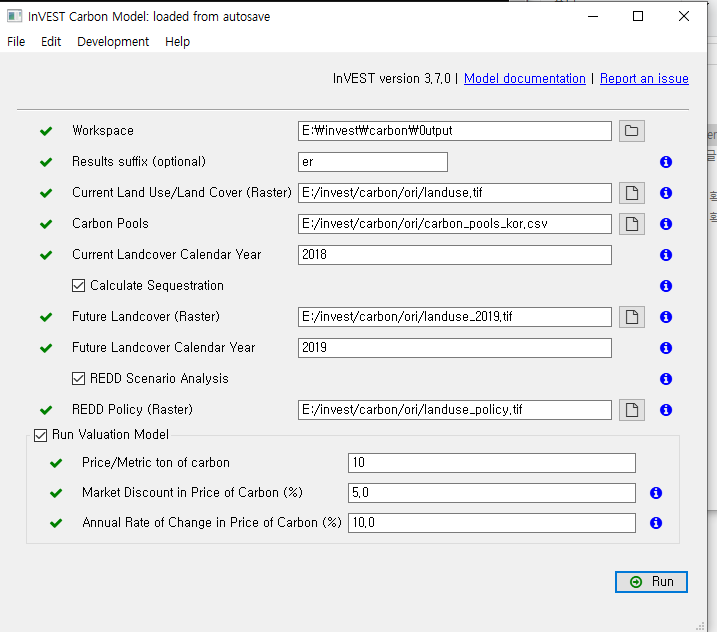 InVEST Carbon Model: loaded from autosave
File Edit Development Help
InVEST version 3.7.0 | Model documentation | Report an issue
Workspace E:₩invest₩carbon₩Output
Results suffix (optional) er
Current Land Use/Land Cover (Raster) E:/invest/carbon/ori/landuse.tif
Carbon Pools E:/invest/carbon/ori/carbon_pools_kor.csv
Current Landcover Calendar Year 2018
Calculate Sequestration
Future Landcover (Raster) E:/invest/carbon/ori/landuse_2019.tif
Future Landcover Calendar Year 2019
REDD Scenario Analysis
REDD Policy (Raster) E:/invest/carbon/ori/landuse_policy.tif
Run Valuation Model
Price/Metric ton of carbon 10
Market Discount in Price of Carbon (%) 5.0
Annual Rate of Change in Price of Carbon (%) 10.0
Run